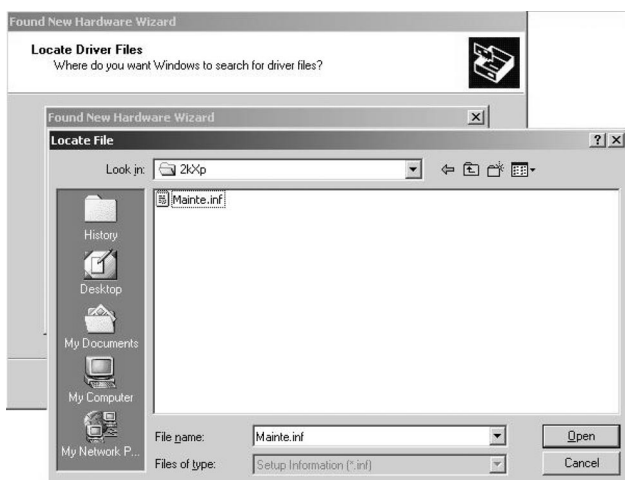 Found New Hardware Wizard
Locate Driver Files
Where do you want Windows to search for driver files?
Found New Hardware Wizard
Locate File
Look in: 2kXp
Mainte.inf
History
Desktop
My Documents
My Computer
My Network P...
File name: Mainte.inf Open
Files of type: Setup Information (*.inf) Cancel